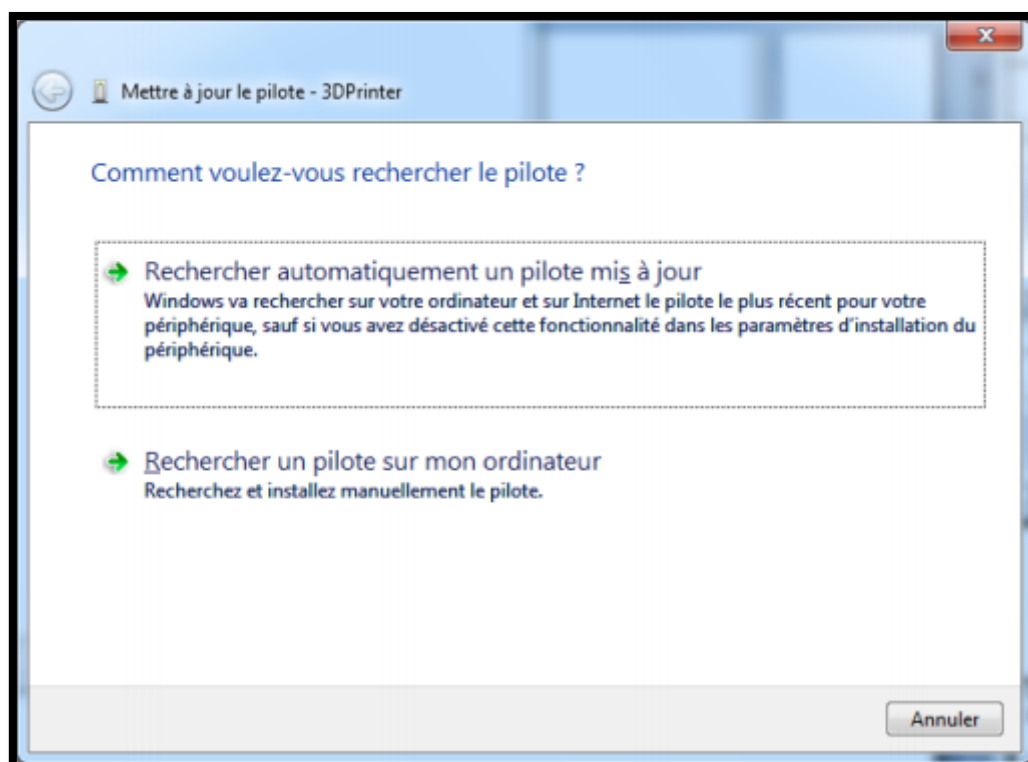 Mettre à jour le pilote - 3DPrinter
Comment voulez-vous rechercher le pilote ?
Rechercher automatiquement un pilote mis à jour
Windows va rechercher sur votre ordinateur et sur Internet le pilote le plus récent pour votre
périphérique, sauf si vous avez désactivé cette fonctionnalité dans les paramètres d'installation du
périphérique.
Rechercher un pilote sur mon ordinateur
Recherchez et installez manuellement le pilote.
Annuler